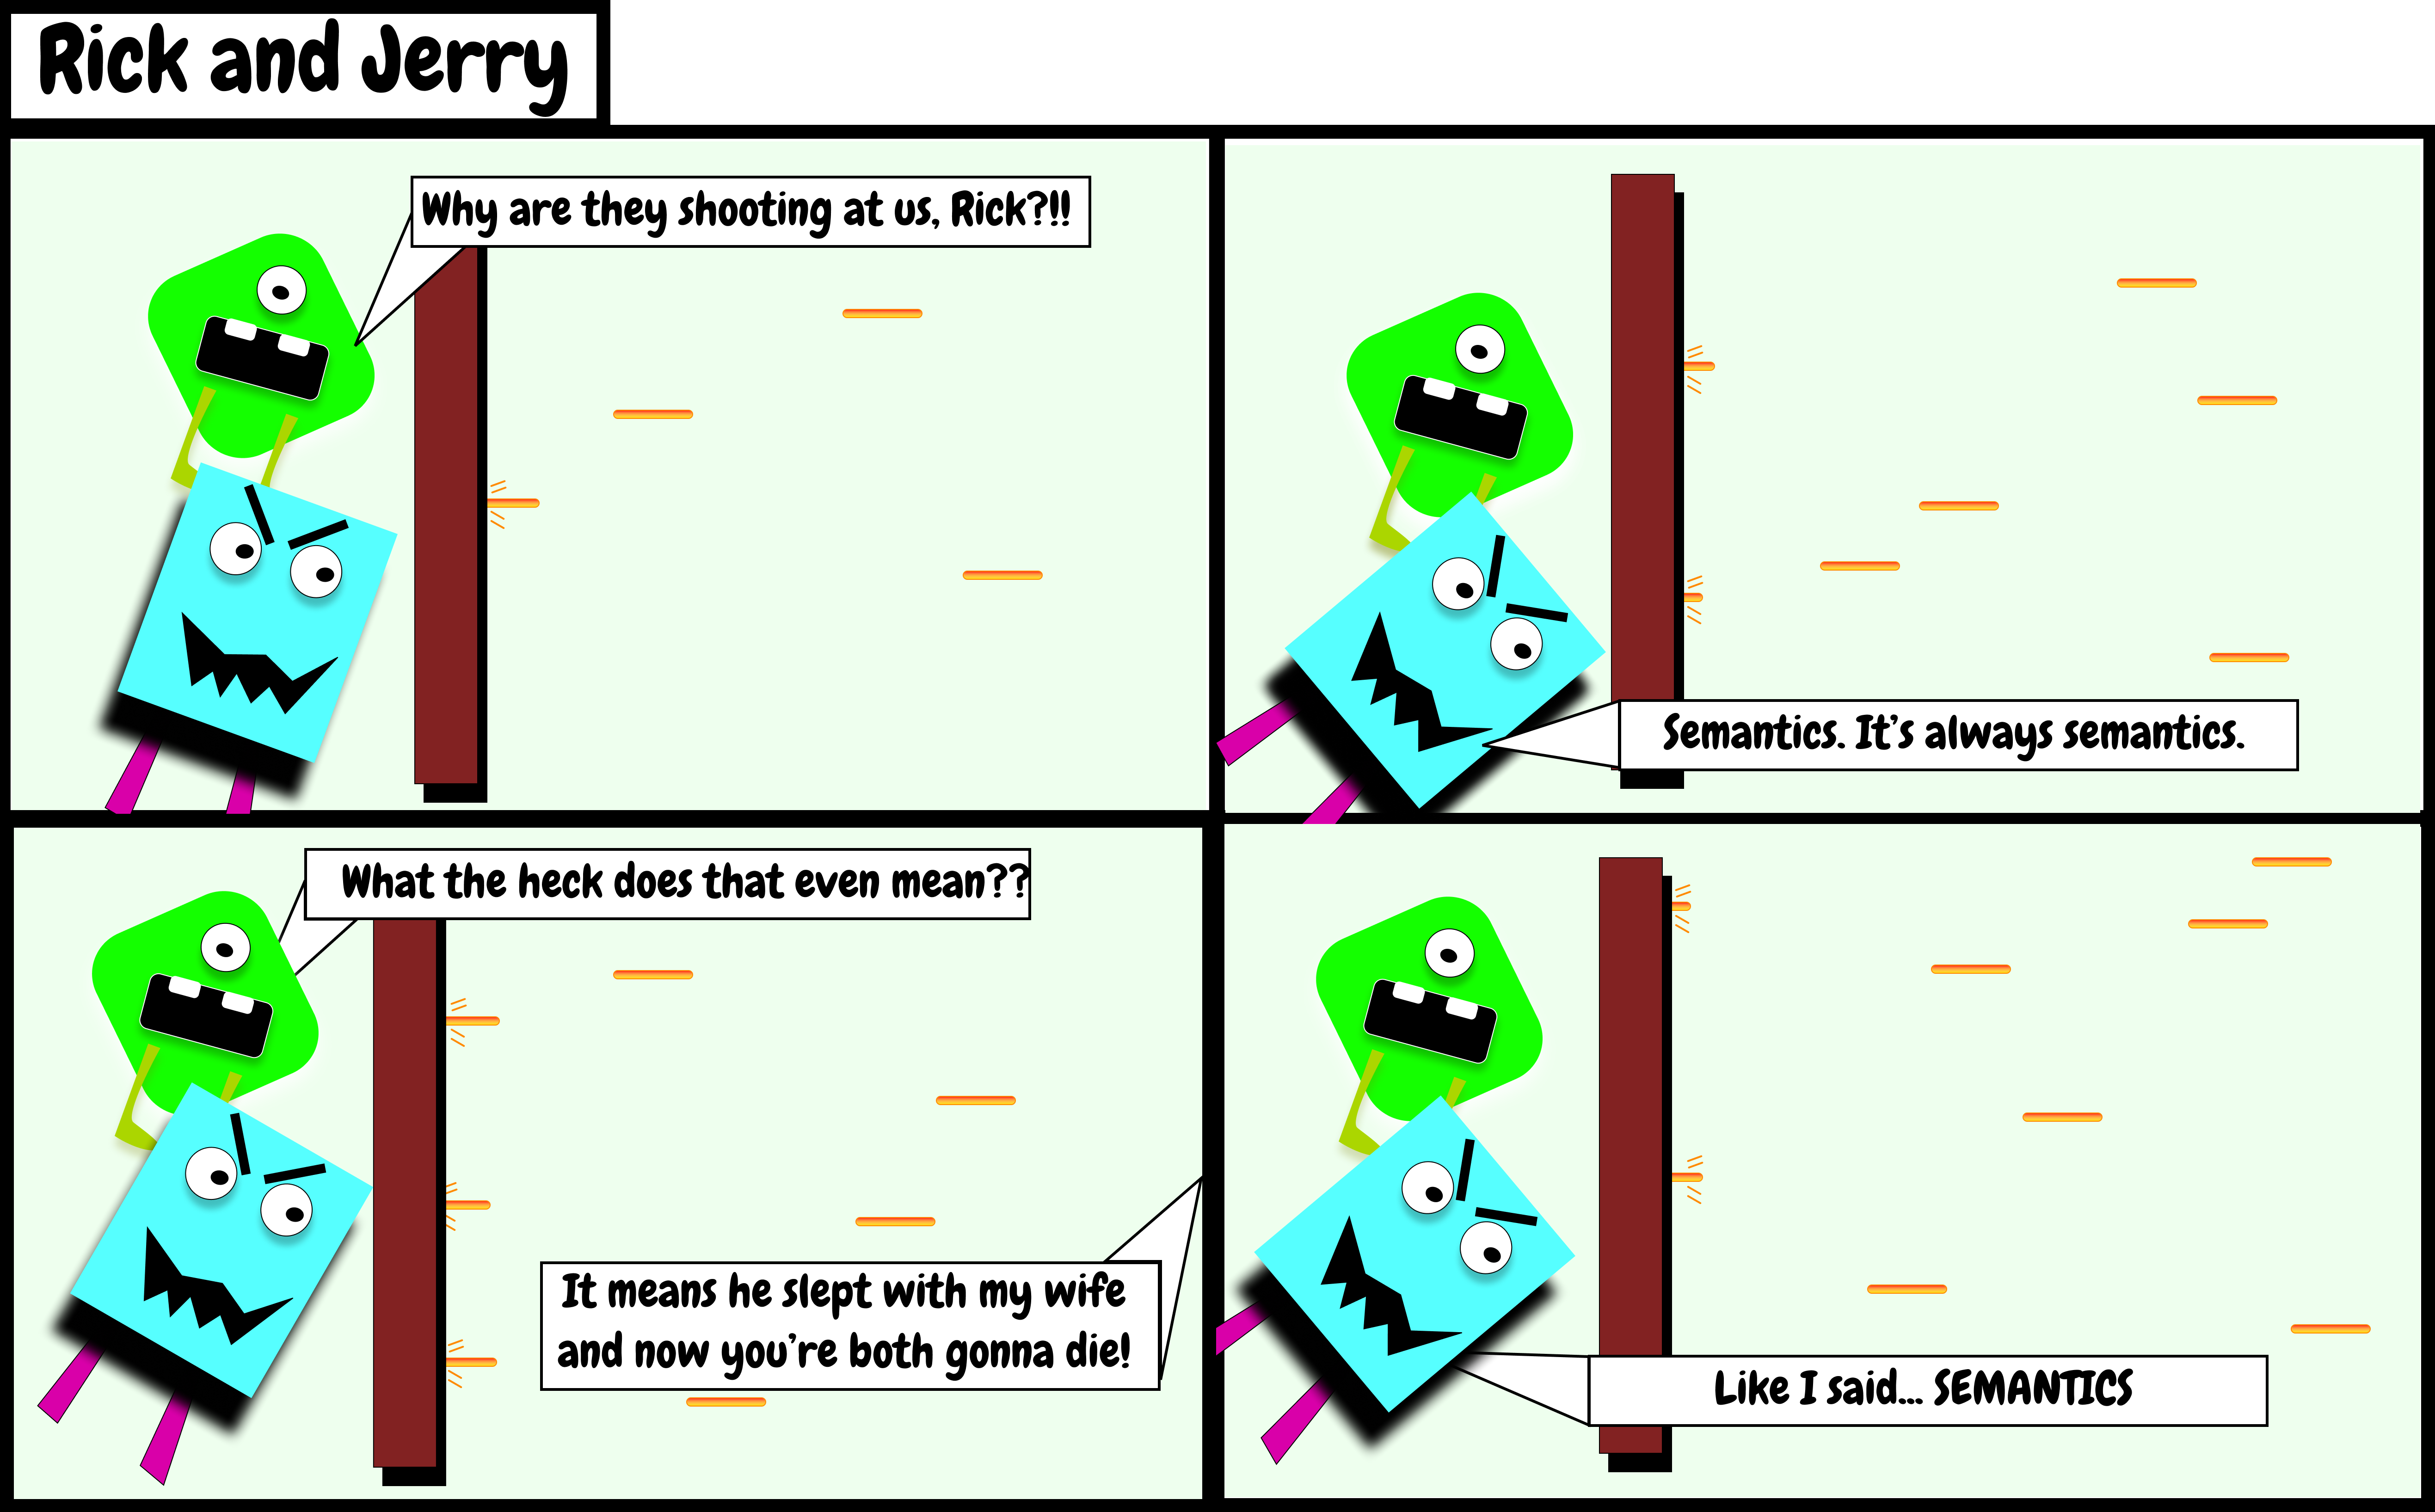 Rick and Jerry
Why are they shooting at us, Rick?!!
Semantics. It's always semantics.
What the heck does that even mean??
It means he slept with my wife
and now you're both gonna die!
Like I said... SEMANTICS